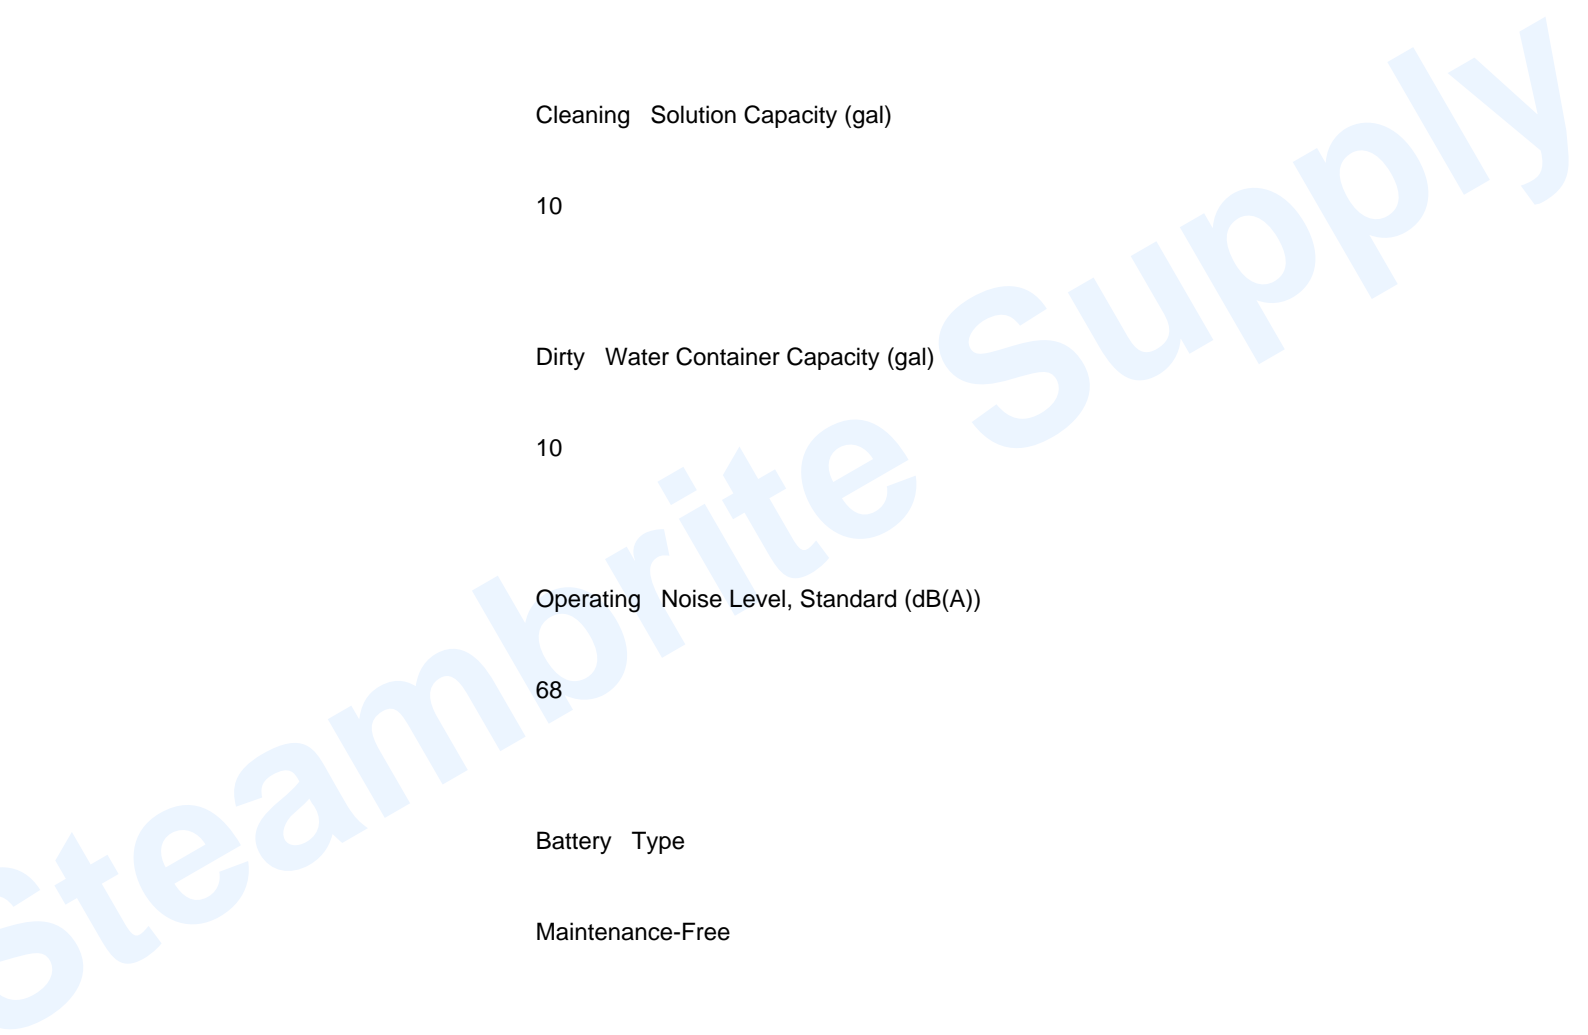 Cleaning   Solution Capacity (gal)
10
Dirty   Water Container Capacity (gal)
10
Operating   Noise Level, Standard (dB(A))
68
Battery   Type
Maintenance-Free
Steambrite Supply